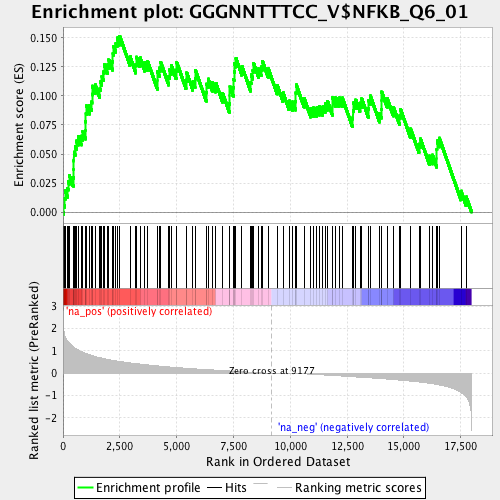 Enrichment plot: GGGNNTTTCC_V$NFKB_Q6_01
Enrichment score (ES)
0.150
0.125
0.100
0.075
0.050
0.025
0.000
'na_pos' (positively correlated)
Ranked list metric (PreRanked)
3
2
1
0
-1
-2
Zero cross at 9177
'na_neg' (negatively correlated)
0
2,500
5,000
7,500
10,000
12,500
15,000
17,500
Rank in Ordered Dataset
Enrichment profile
Hits
Ranking metric scores